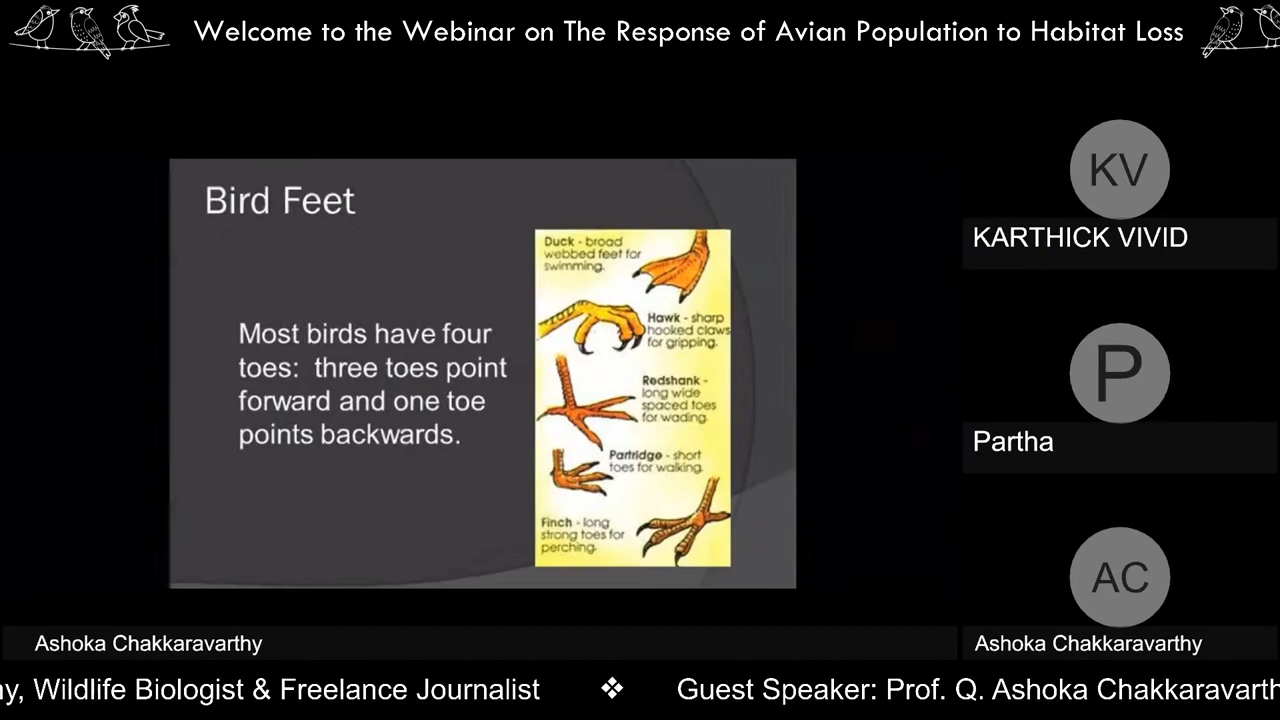 Welcome to the Webinar on The Response of Avian Population to Habitat Loss
Bird Feet
Most birds have four
toes: three toes point
forward and one toe
points backwards.
Duck - broad
webbed feet for
swimming.
Hawk - sharp
hooked claws
for gripping.
Redshank -
long wide
spaced toes
for wading.
Partridge - short
toes for walking.
Finch - long
strong toes for
perching.
KV
KARTHICK VIVID
P
Partha
AC
Ashoka Chakkaravarthy
Ashoka Chakkaravarthy
y, Wildlife Biologist & Freelance Journalist ❖ Guest Speaker: Prof. Q. Ashoka Chakkaravarth